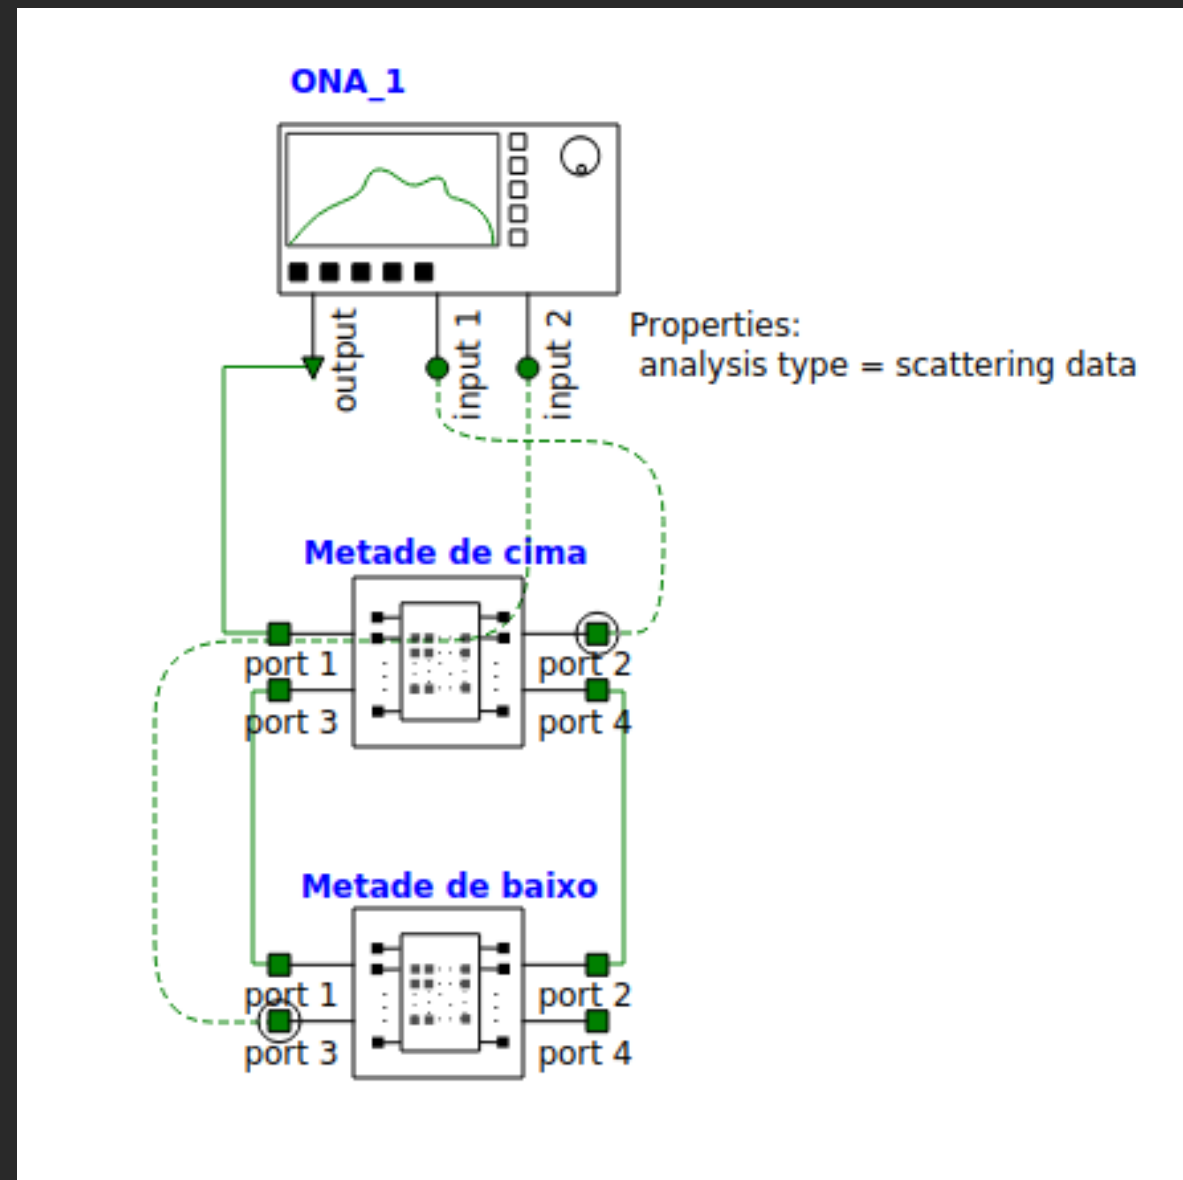 ONA_1
output
input 1
input 2
Properties:
analysis type = scattering data
Metade de cima
port 1
port 2
port 3
port 4
Metade de baixo
port 1
port 2
port 3
port 4